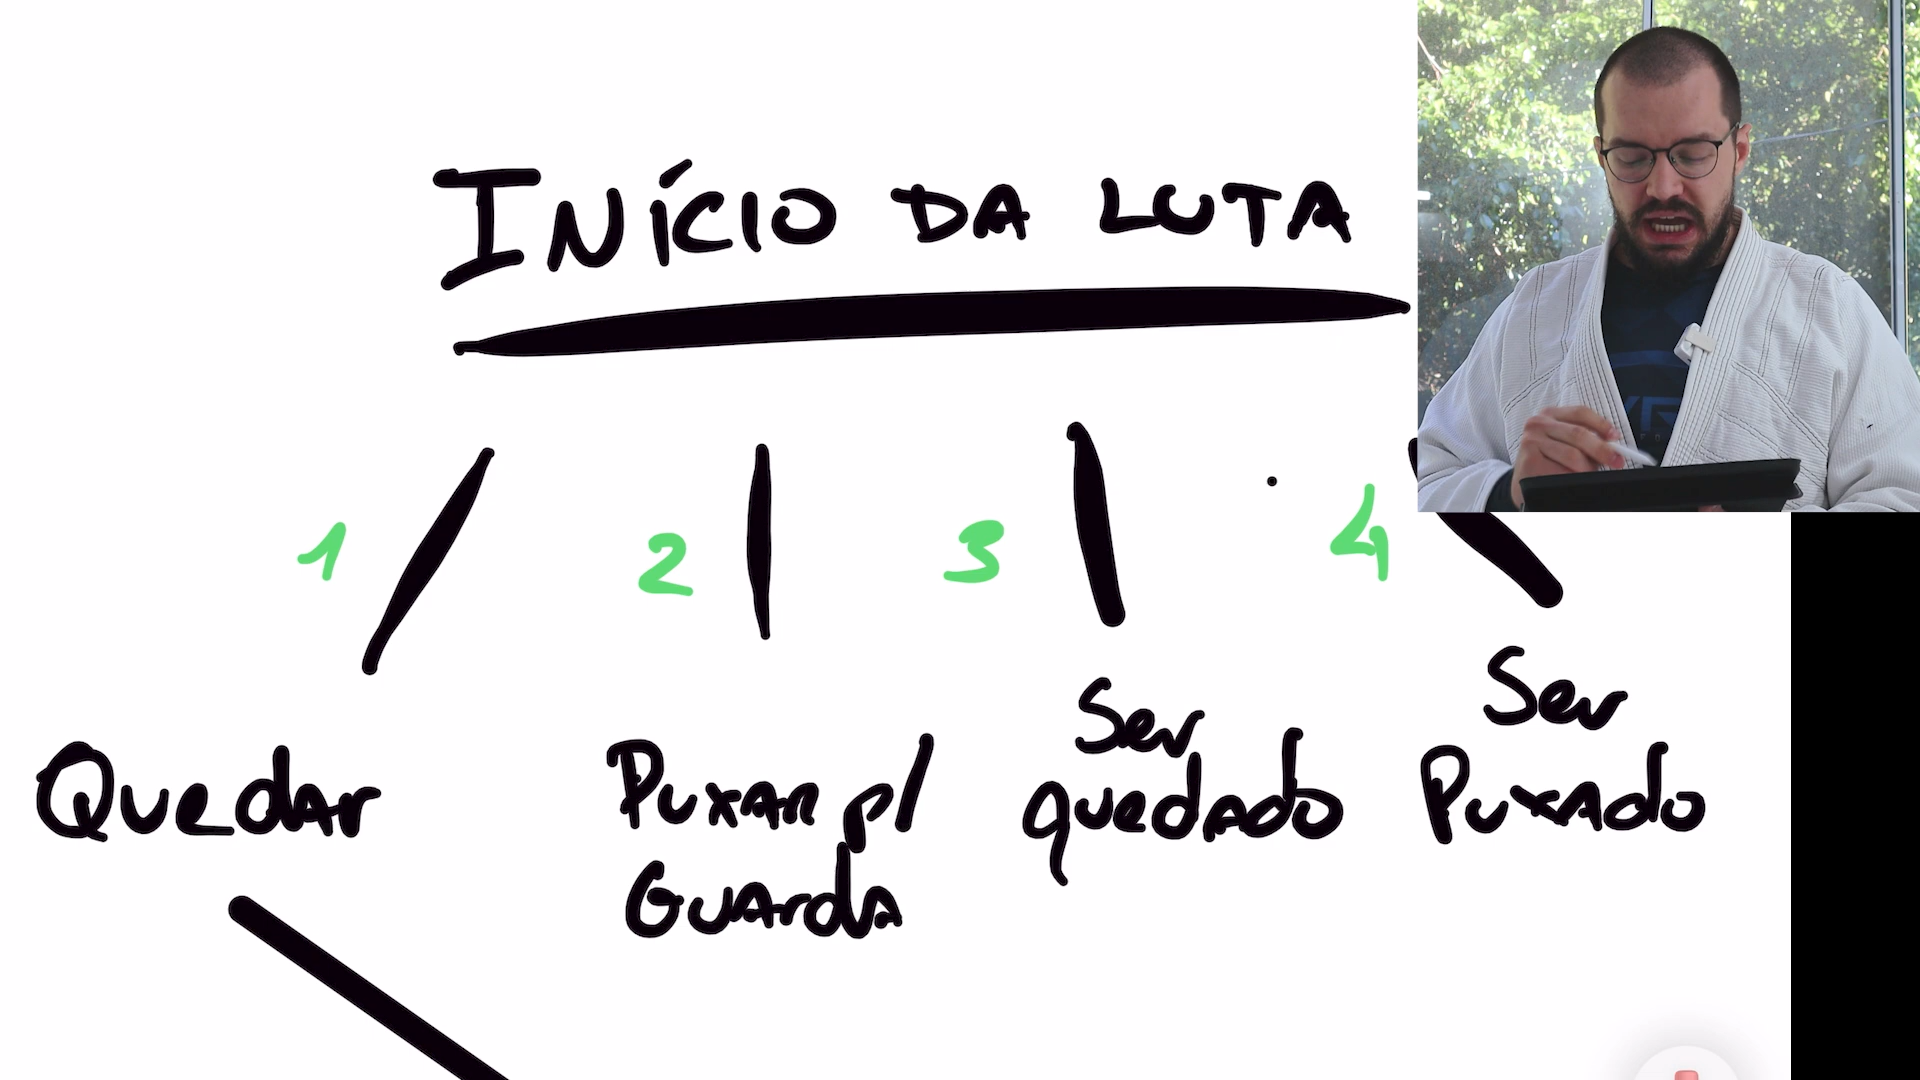 INÍCIO DA LUTA
1 2 3 4
Quedar
Puxar p/
Guarda
Ser
quedado
Ser
Puxado